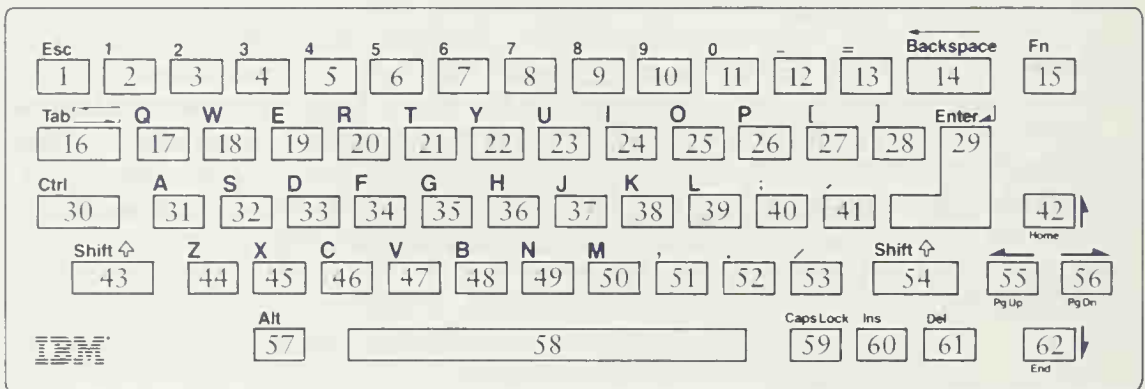 Esc 1 2 3 4 5 6 7 8 9 0 - = Backspace Fn
1 2 3 4 5 6 7 8 9 10 11 12 13 14 15
Tab Q W E R T Y U I O P [ ] Enter
16 17 18 19 20 21 22 23 24 25 26 27 28 29
Ctrl A S D F G H J K L ; ′
30 31 32 33 34 35 36 37 38 39 40 41 42
Home
Shift Z X C V B N M , . / Shift
43 44 45 46 47 48 49 50 51 52 53 54 55 56
Pg Up Pg Dn
Alt Caps Lock Ins Del
IBM 57 58 59 60 61 62
End